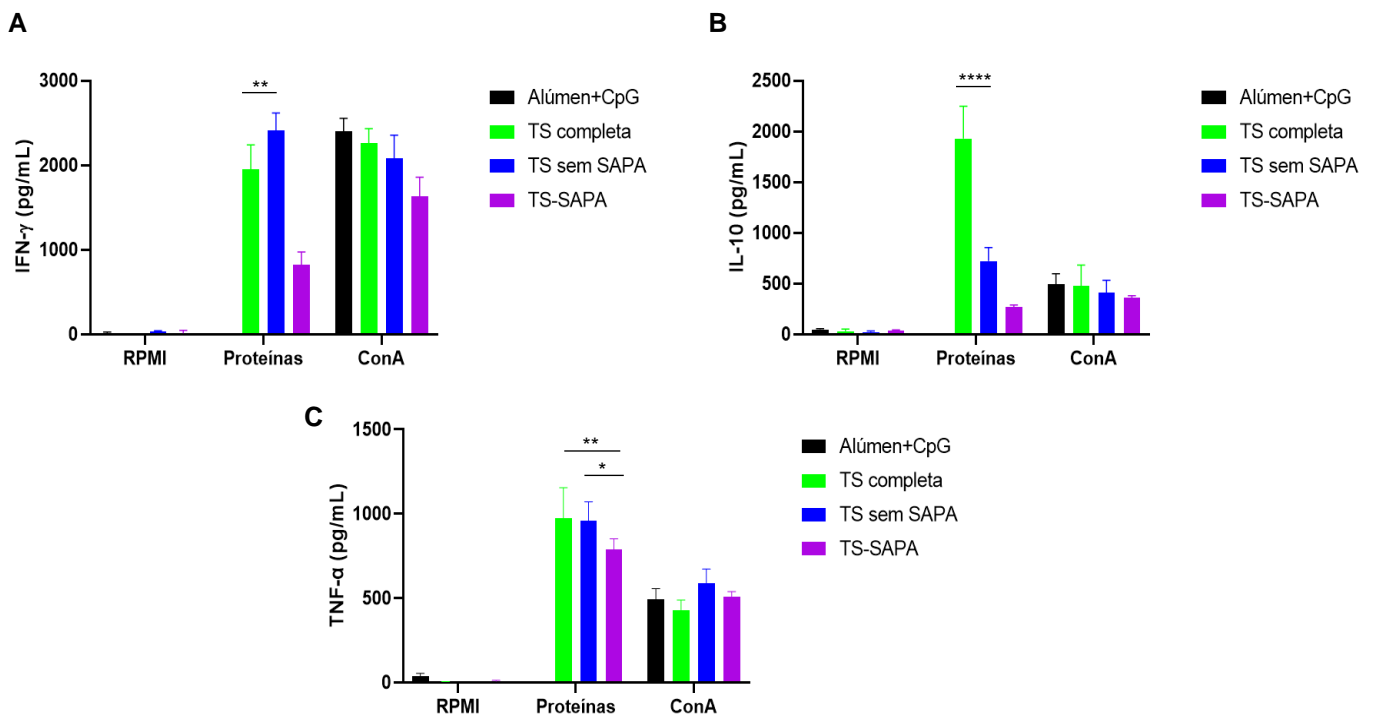 A
IFN-γ (pg/mL)
3000
2000
1000
0
**
RPMI
Proteínas
ConA
Alúmen+CpG
TS completa
TS sem SAPA
TS-SAPA
B
IL-10 (pg/mL)
2500
2000
1500
1000
500
0
****
RPMI
Proteínas
ConA
Alúmen+CpG
TS completa
TS sem SAPA
TS-SAPA
C
TNF-α (pg/mL)
1500
1000
500
0
**
*
RPMI
Proteínas
ConA
Alúmen+CpG
TS completa
TS sem SAPA
TS-SAPA